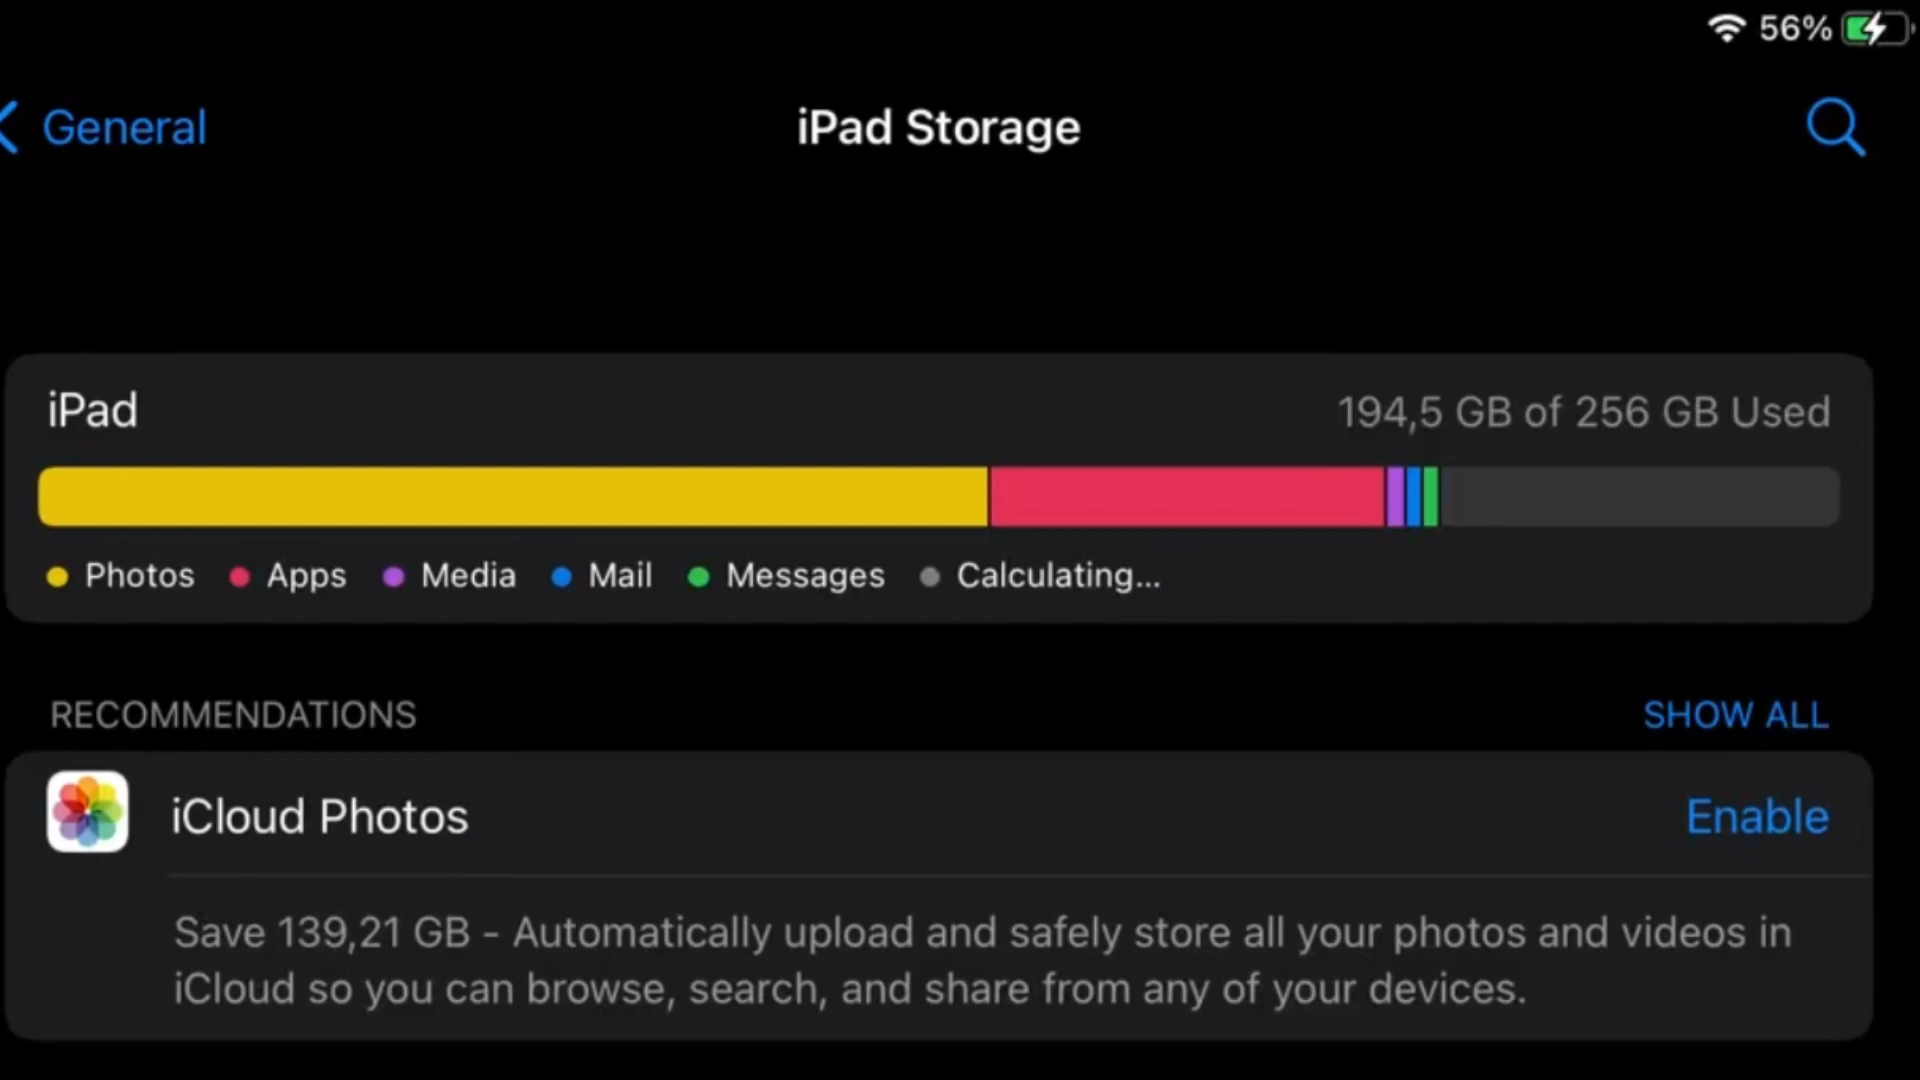 56%
General
iPad Storage
iPad
194,5 GB of 256 GB Used
Photos
Apps
Media
Mail
Messages
Calculating...
RECOMMENDATIONS
SHOW ALL
iCloud Photos
Enable
Save 139,21 GB - Automatically upload and safely store all your photos and videos in
iCloud so you can browse, search, and share from any of your devices.